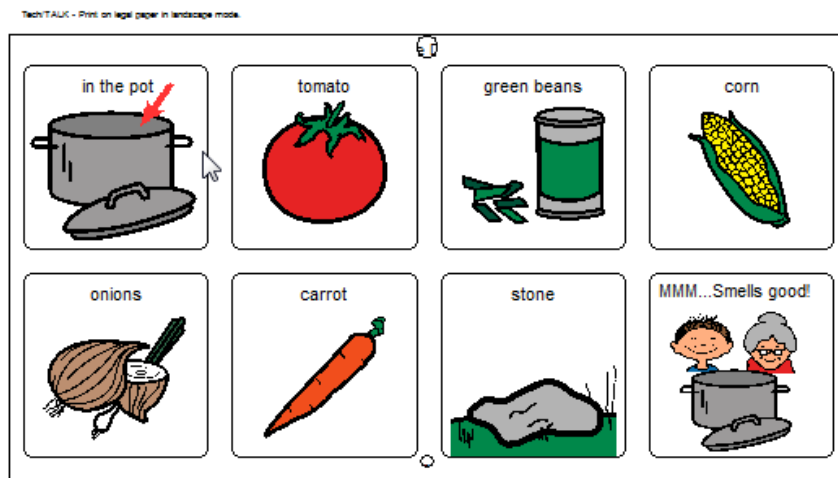 Tech/TALK - Print on legal paper in landscape mode.
in the pot
tomato
green beans
corn
onions
carrot
stone
MMM...Smells good!